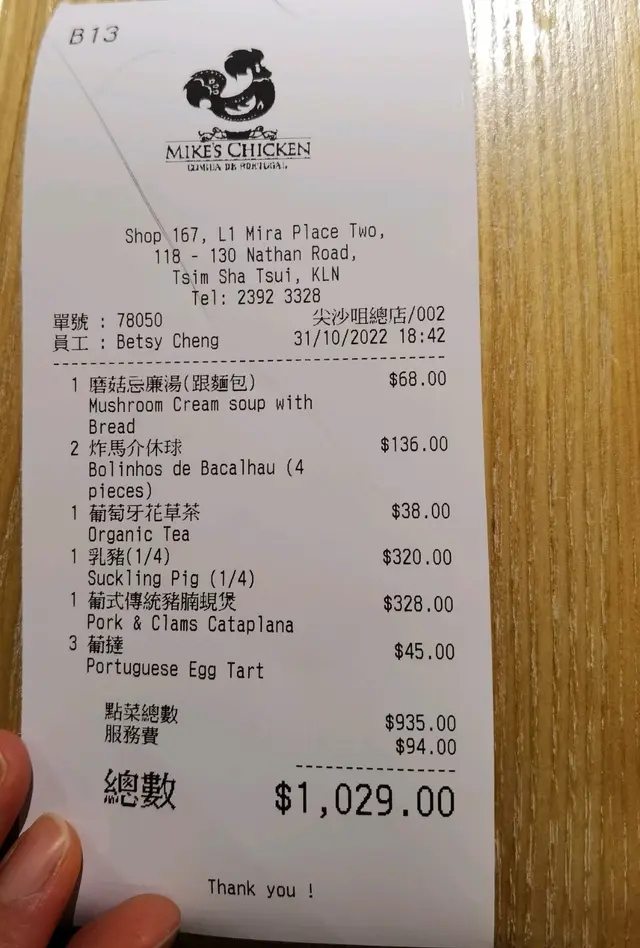 B13
MIKE'S CHICKEN
COMIDA DE PORTUGAL
Shop 167, L1 Mira Place Two,
118 - 130 Nathan Road,
Tsim Sha Tsui, KLN
Tel: 2392 3328
單號 : 78050 尖沙咀總店/002
員工 : Betsy Cheng 31/10/2022 18:42
1 磨菇忌廉湯(跟麵包) $68.00
Mushroom Cream soup with
Bread
2 炸馬介休球 $136.00
Bolinhos de Bacalhau (4
pieces)
1 葡萄牙花草茶 $38.00
Organic Tea
1 乳豬(1/4) $320.00
Suckling Pig (1/4)
1 葡式傳統豬腩蜆煲 $328.00
Pork & Clams Cataplana
3 葡撻 $45.00
Portuguese Egg Tart
點菜總數 $935.00
服務費 $94.00
總數 $1,029.00
Thank you !